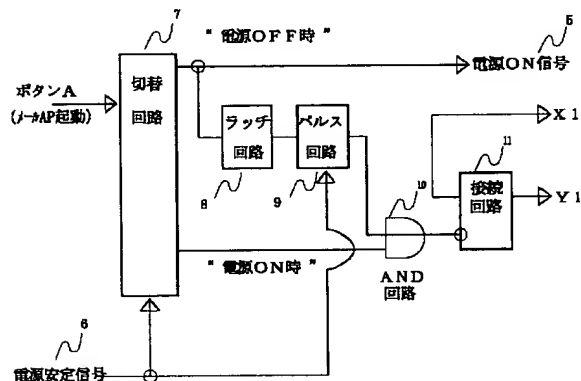 7
“ 電源OFF時 ”
5
電源ON信号
ボタンA
(メールAP起動)
切替
回路
X1
ラッチ
回路
パルス
回路
11
接続
回路
10
8
9
Y1
“ 電源ON時 ”
AND
回路
6
電源安定信号